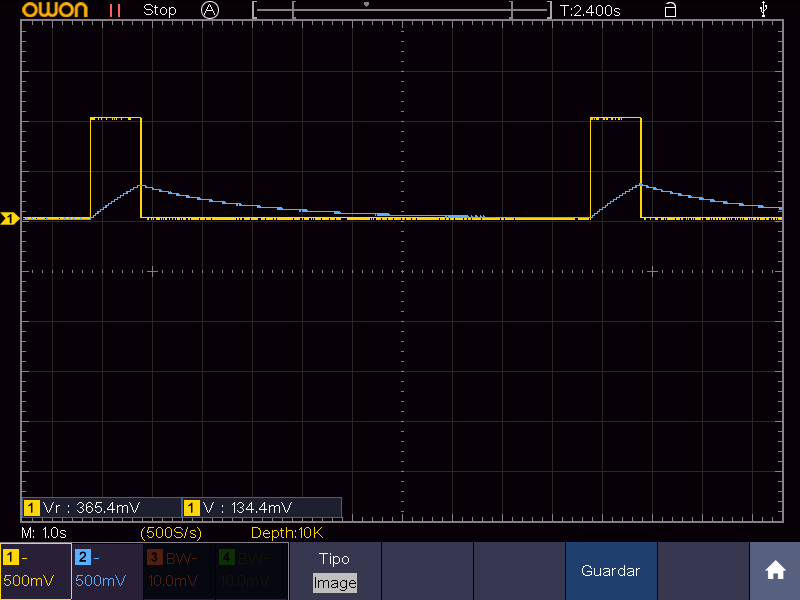 owon Stop A T:2.400s
1
1 Vr : 365.4mV 1 V : 134.4mV
M: 1.0s (500S/s) Depth:10K
1 - 2 - 3 BW- 4 BW- Tipo
500mV 500mV 10.0mV 10.0mV Image Guardar